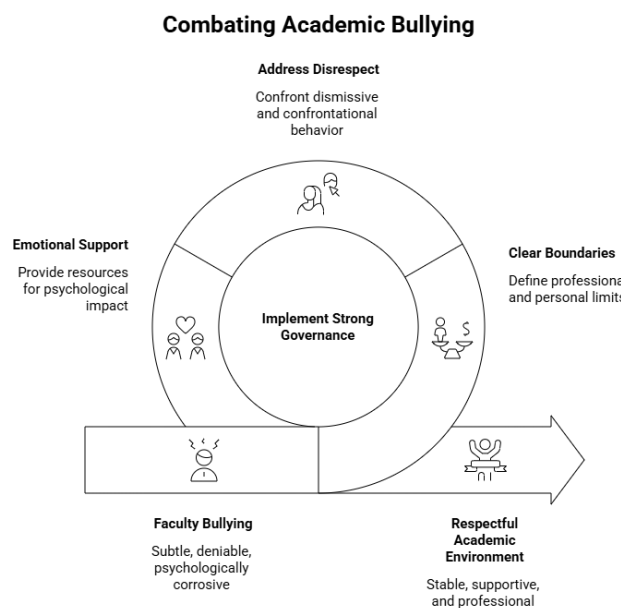 Combating Academic Bullying
Address Disrespect
Confront dismissive
and confrontational
behavior
Emotional Support
Provide resources
for psychological
impact
Clear Boundaries
Define professiona
and personal limits
Implement Strong
Governance
$
Faculty Bullying
Subtle, deniable,
psychologically
corrosive
Respectful
Academic
Environment
Stable, supportive,
and professional